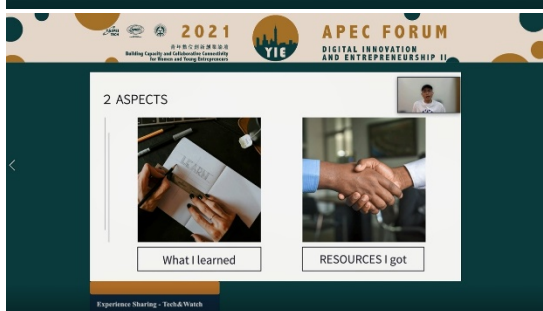 2021
APEC FORUM
Building Capacity and Collaborative Connectivity
for Women and Young Entrepreneurs
YIE
DIGITAL INNOVATION
AND ENTREPRENEURSHIP II
2 ASPECTS
LEARN
What I learned
RESOURCES I got
Experience Sharing - Tech&Watch